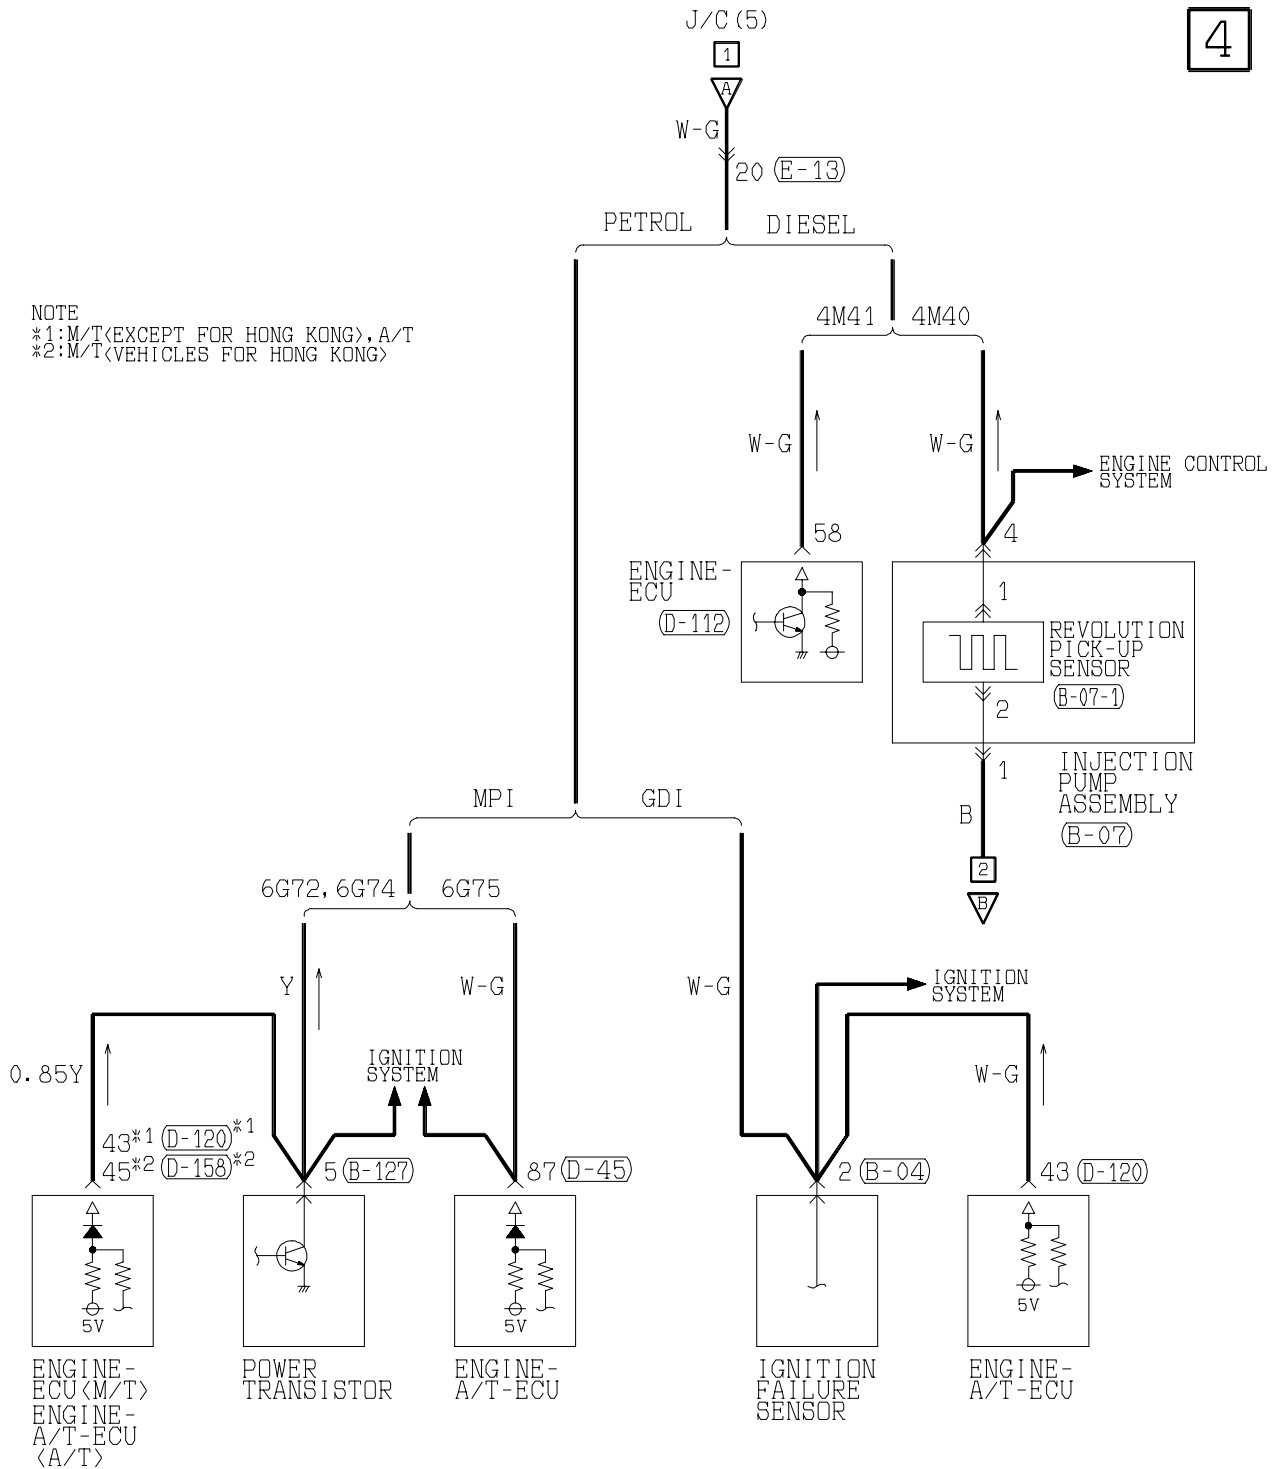 J/C(5)
4
1
A
W-G
20 (E-13)
PETROL DIESEL
NOTE
*1:M/T<EXCEPT FOR HONG KONG>, A/T
*2:M/T<VEHICLES FOR HONG KONG>
4M41 4M40
W-G
W-G
ENGINE CONTROL
SYSTEM
58
4
ENGINE-
ECU
D-112
1
REVOLUTION
PICK-UP
SENSOR
B-07-1
2
1
INJECTION
PUMP
ASSEMBLY
B-07
B
2
B
MPI GDI
6G72, 6G74 6G75
Y
W-G
W-G
IGNITION
SYSTEM
IGNITION
SYSTEM
0.85Y
W-G
43*1 D-120*1
45*2 D-158*2
5 B-127
87 D-45
2 B-04
43 D-120
5V
5V
5V
ENGINE-
ECU<M/T>
ENGINE-
A/T-ECU
<A/T>
POWER
TRANSISTOR
ENGINE-
A/T-ECU
IGNITION
FAILURE
SENSOR
ENGINE-
A/T-ECU